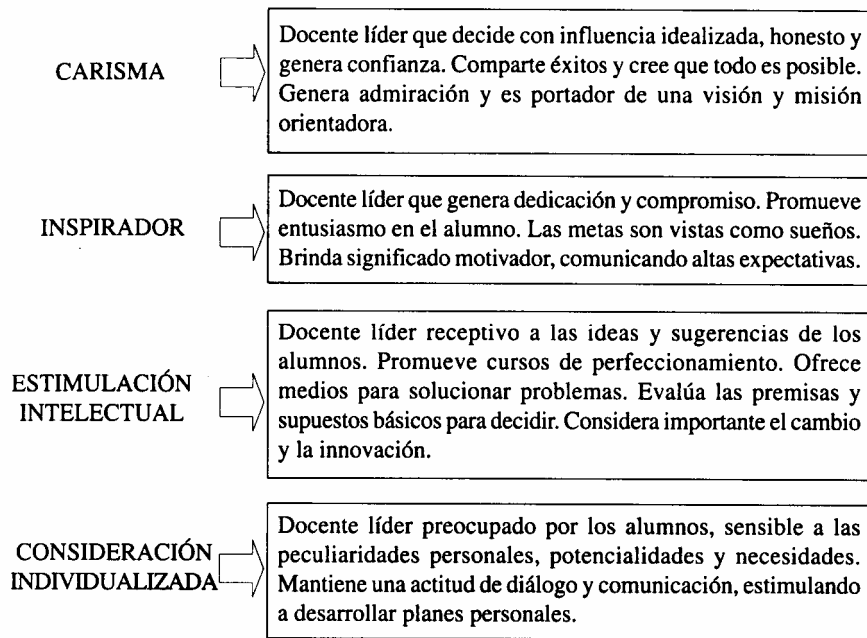 CARISMA
Docente líder que decide con influencia idealizada, honesto y
genera confianza. Comparte éxitos y cree que todo es posible.
Genera admiración y es portador de una visión y misión
orientadora.
INSPIRADOR
Docente líder que genera dedicación y compromiso. Promueve
entusiasmo en el alumno. Las metas son vistas como sueños.
Brinda significado motivador, comunicando altas expectativas.
ESTIMULACIÓN
INTELECTUAL
Docente líder receptivo a las ideas y sugerencias de los
alumnos. Promueve cursos de perfeccionamiento. Ofrece
medios para solucionar problemas. Evalúa las premisas y
supuestos básicos para decidir. Considera importante el cambio
y la innovación.
CONSIDERACIÓN
INDIVIDUALIZADA
Docente líder preocupado por los alumnos, sensible a las
peculiaridades personales, potencialidades y necesidades.
Mantiene una actitud de diálogo y comunicación, estimulando
a desarrollar planes personales.